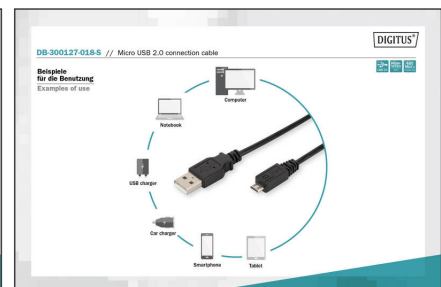 DIGITUS®
DB-300127-018-S // Micro USB 2.0 connection cable
Beispiele
für die Benutzung
Examples of use
Computer
Notebook
USB charger
Car charger
Smartphone
Tablet